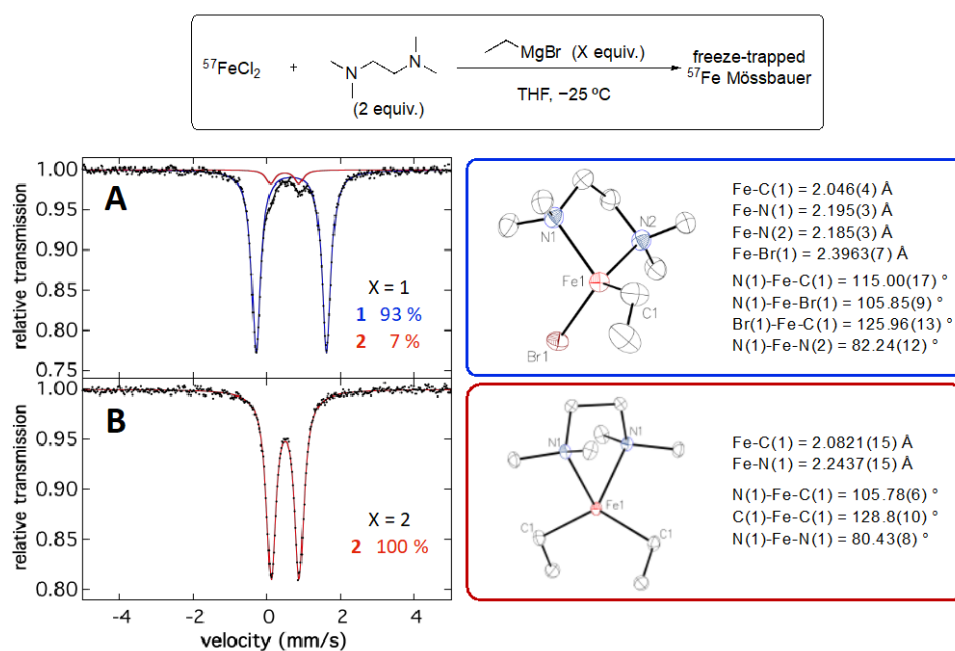 57FeCl2 + N N MgBr (X equiv.) freeze-trapped
(2 equiv.) THF, −25 ºC 57Fe Mössbauer
A
1.00
0.95
0.90
0.85
0.80
0.75
relative transmission
X = 1
1 93 %
2 7 %
B
1.00
0.95
0.90
0.85
0.80
relative transmission
X = 2
2 100 %
-4 -2 0 2 4
velocity (mm/s)
N1 N2 Fe1 C1 Br1
Fe-C(1) = 2.046(4) Å
Fe-N(1) = 2.195(3) Å
Fe-N(2) = 2.185(3) Å
Fe-Br(1) = 2.3963(7) Å
N(1)-Fe-C(1) = 115.00(17) °
N(1)-Fe-Br(1) = 105.85(9) °
Br(1)-Fe-C(1) = 125.96(13) °
N(1)-Fe-N(2) = 82.24(12) °
N1 N1 Fe1 C1 C1
Fe-C(1) = 2.0821(15) Å
Fe-N(1) = 2.2437(15) Å
N(1)-Fe-C(1) = 105.78(6) °
C(1)-Fe-C(1) = 128.8(10) °
N(1)-Fe-N(1) = 80.43(8) °